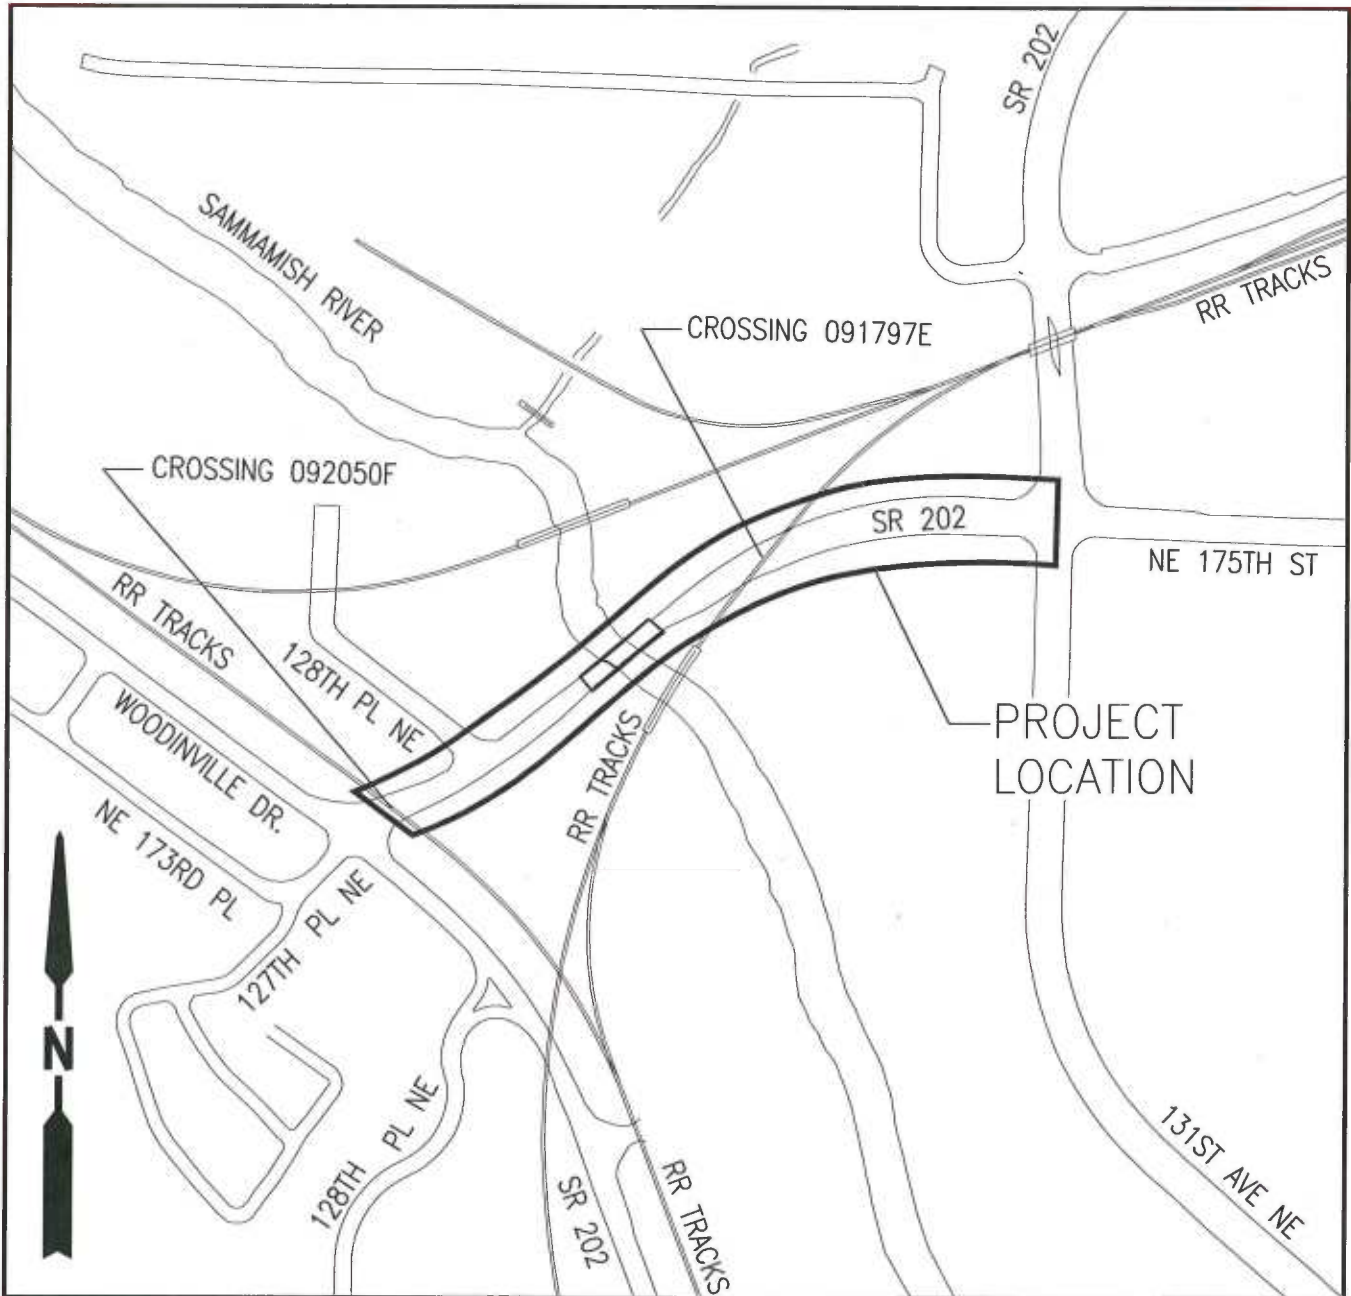 SR 202
SAMMAMISH RIVER
RR TRACKS
CROSSING 091797E
CROSSING 092050F
SR 202
NE 175TH ST
RR TRACKS
128TH PL NE
WOODINVILLE DR.
PROJECT
LOCATION
RR TRACKS
NE 173RD PL
127TH PL NE
N
128TH PL NE
SR 202
RR TRACKS
131ST AVE NE